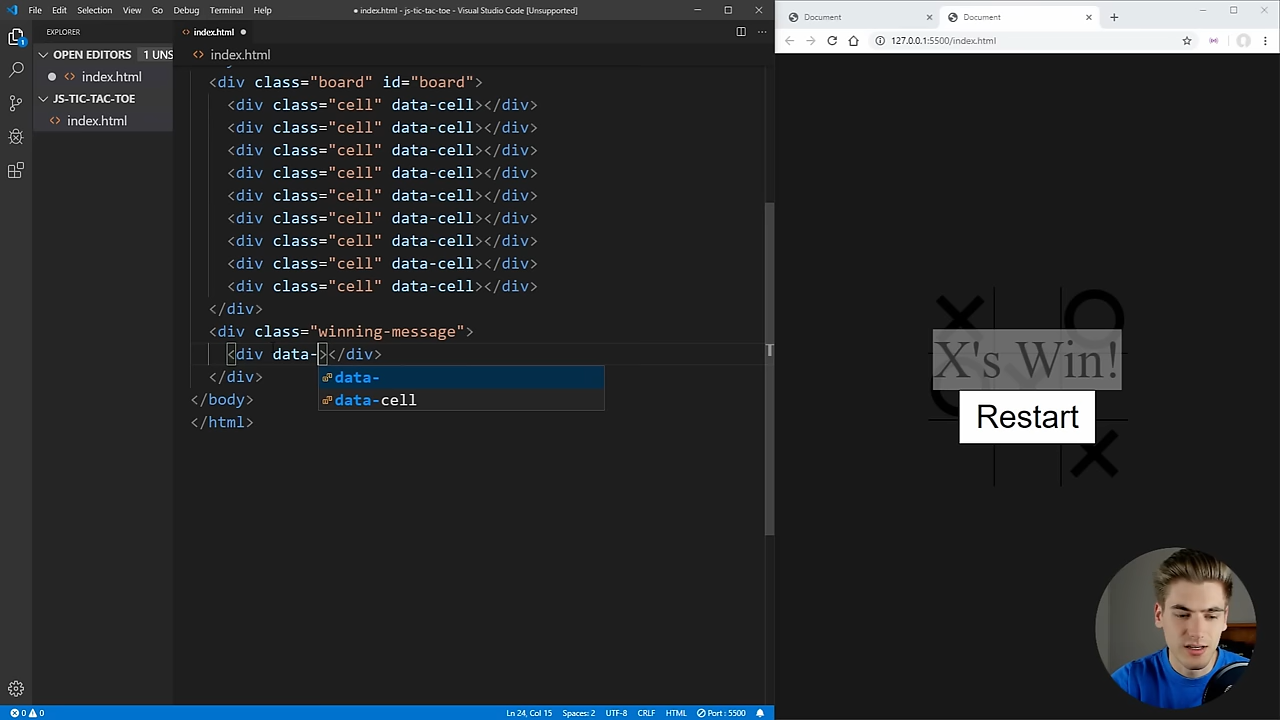 File Edit Selection View Go Debug Terminal Help
● index.html - js-tic-tac-toe - Visual Studio Code [Unsupported]
EXPLORER
OPEN EDITORS 1 UNS
index.html
JS-TIC-TAC-TOE
index.html
index.html ●
index.html
<div class="board" id="board">
<div class="cell" data-cell></div>
<div class="cell" data-cell></div>
<div class="cell" data-cell></div>
<div class="cell" data-cell></div>
<div class="cell" data-cell></div>
<div class="cell" data-cell></div>
<div class="cell" data-cell></div>
<div class="cell" data-cell></div>
<div class="cell" data-cell></div>
</div>
<div class="winning-message">
<div data-></div>
data-
data-cell
</div>
</body>
</html>
0 0
Ln 24, Col 15 Spaces: 2 UTF-8 CRLF HTML Port : 5500
Document
Document
127.0.0.1:5500/index.html
X's Win!
Restart